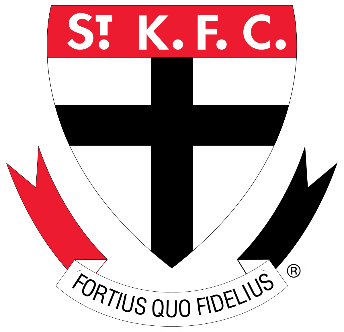 ST. K. F. C.
FORTIUS QUO FIDELIUS
®